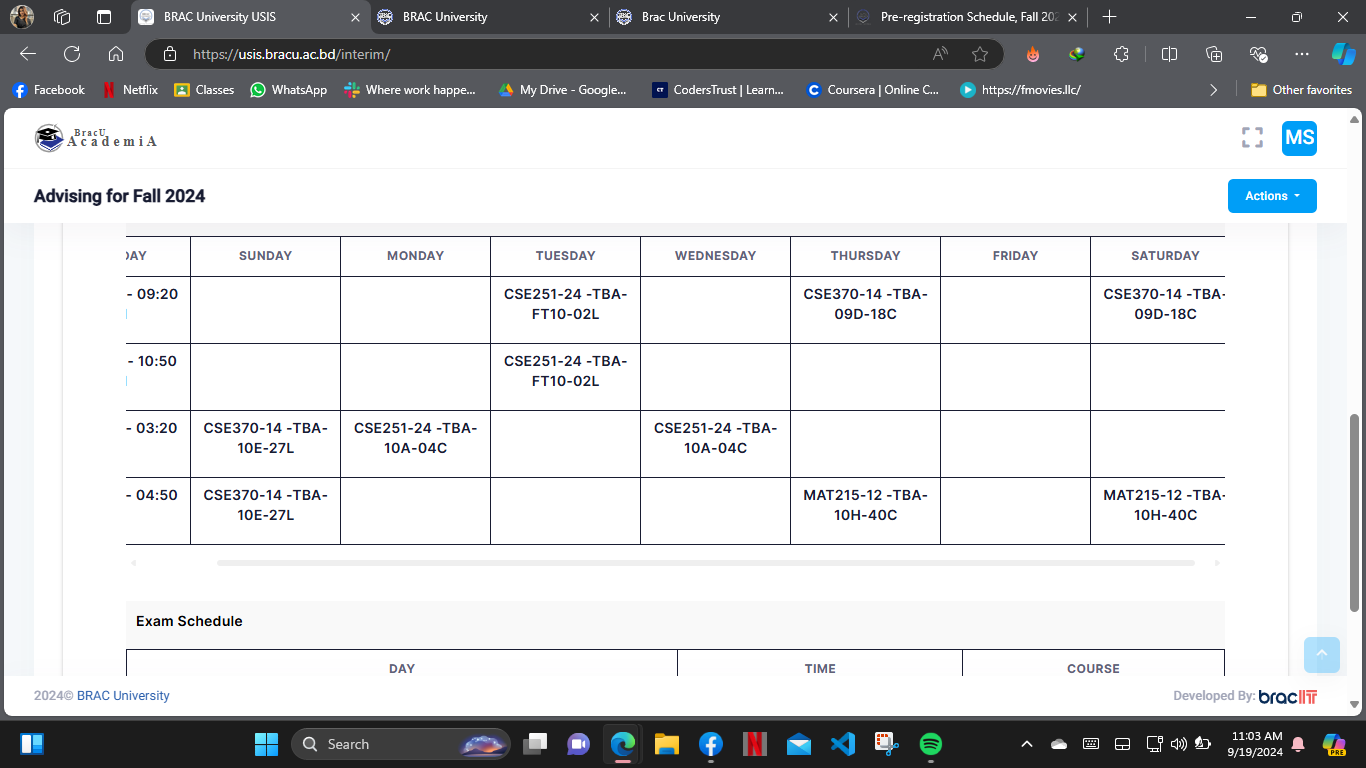 BRAC University USIS
BRAC University
Brac University
Pre-registration Schedule, Fall 202
https://usis.bracu.ac.bd/interim/
Facebook
Netflix
Classes
WhatsApp
Where work happe...
My Drive - Google...
CT
CodersTrust | Learn...
Coursera | Online C...
https://fmovies.llc/
Other favorites
BracU
AcademiA
MS
Advising for Fall 2024
Actions
DAY SUNDAY MONDAY TUESDAY WEDNESDAY THURSDAY FRIDAY SATURDAY
- 09:20 CSE251-24 -TBA- CSE370-14 -TBA- CSE370-14 -TBA-
FT10-02L 09D-18C 09D-18C
- 10:50 CSE251-24 -TBA-
FT10-02L
- 03:20 CSE370-14 -TBA- CSE251-24 -TBA- CSE251-24 -TBA-
10E-27L 10A-04C 10A-04C
- 04:50 CSE370-14 -TBA- MAT215-12 -TBA- MAT215-12 -TBA-
10E-27L 10H-40C 10H-40C
Exam Schedule
DAY TIME COURSE
2024© BRAC University
Developed By: bracIIT
Search
11:03 AM
9/19/2024
PRE